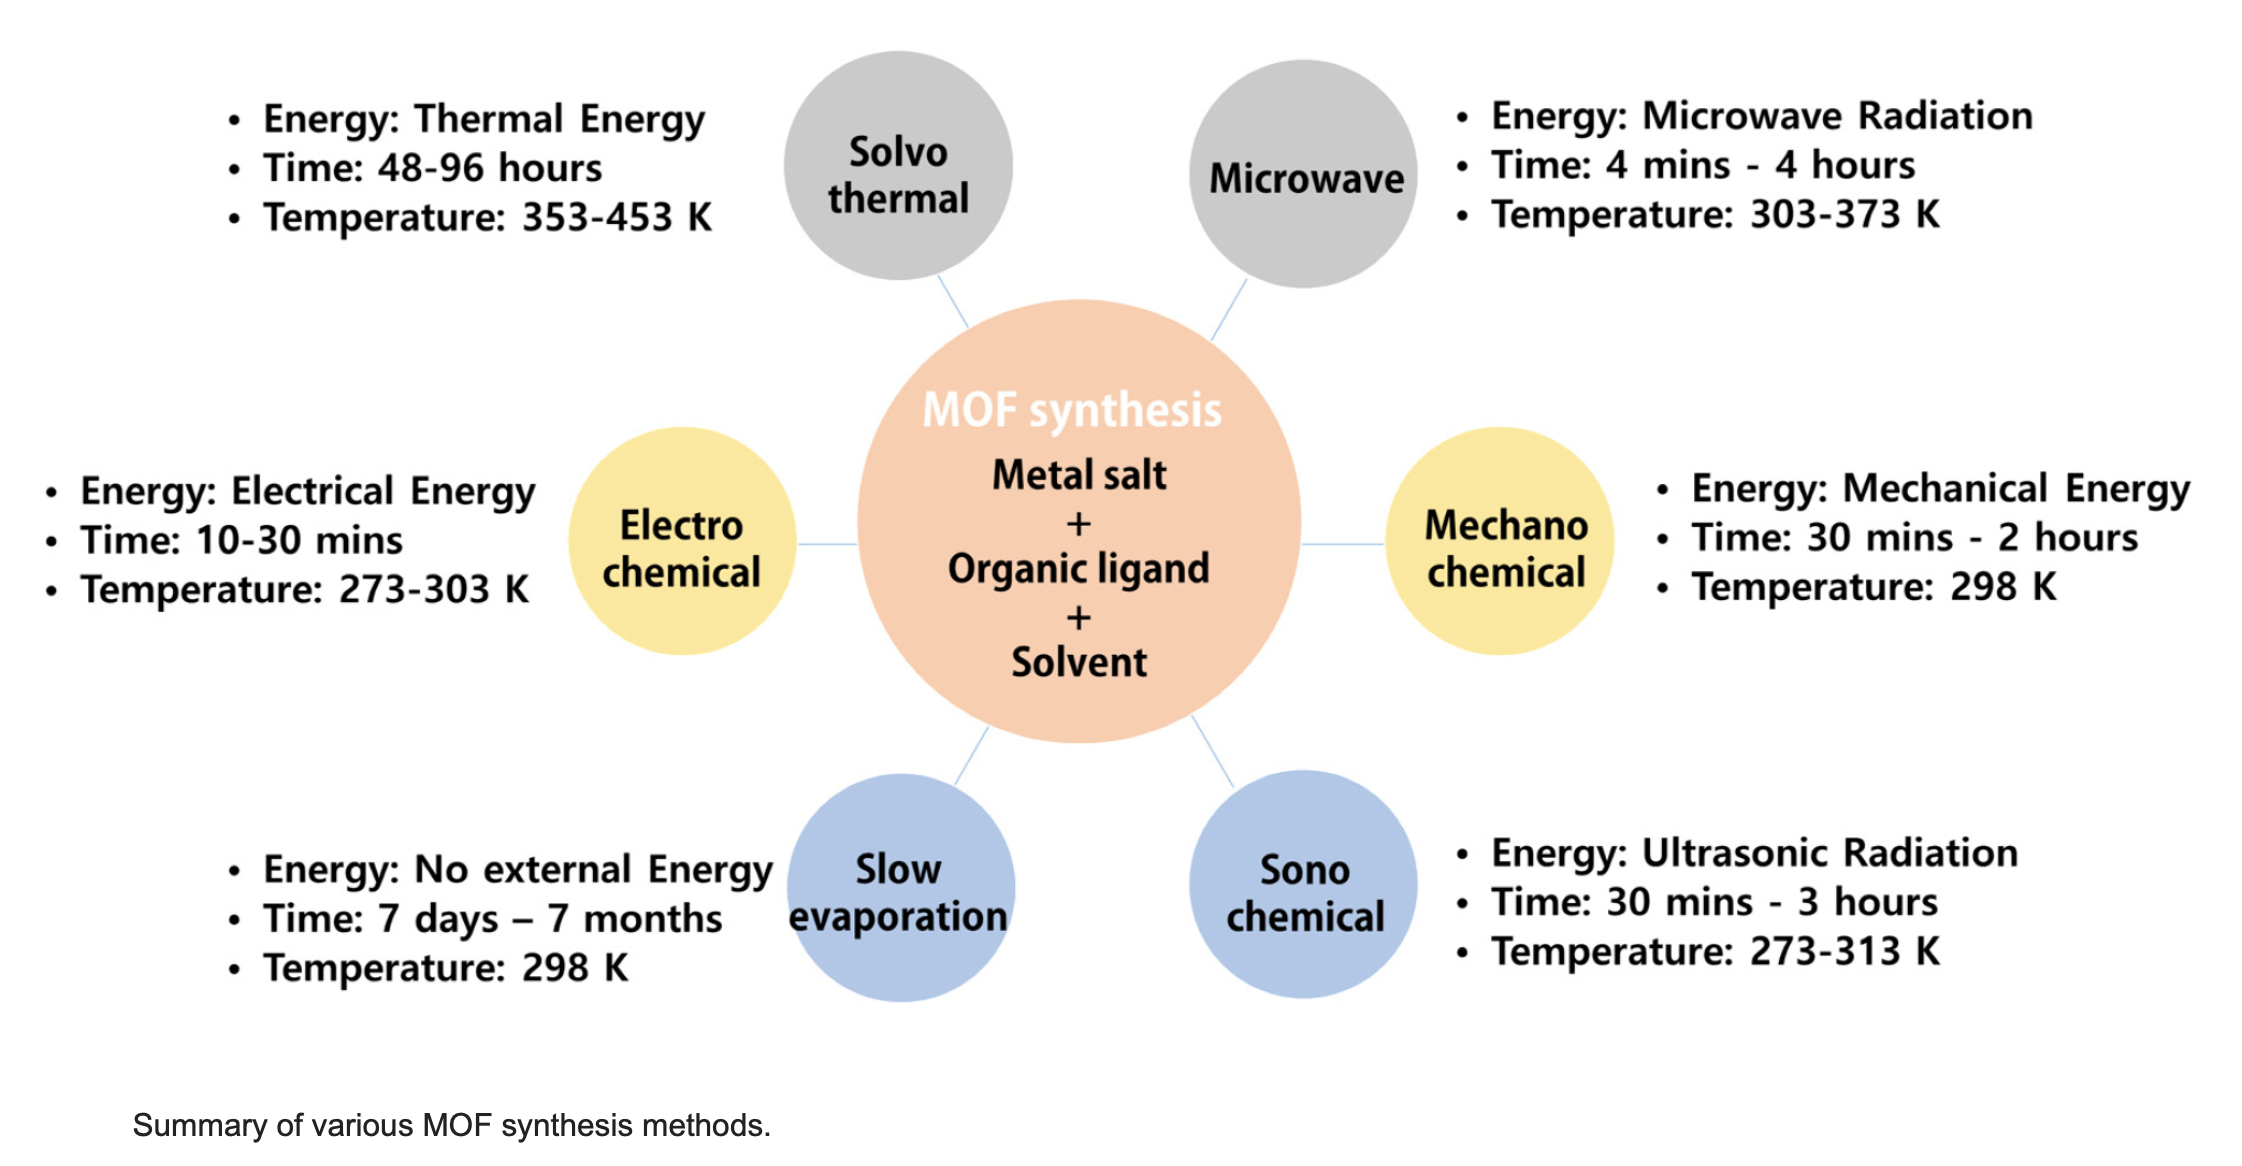 • Energy: Thermal Energy
• Time: 48-96 hours
• Temperature: 353-453 K
Solvo
thermal
Microwave
• Energy: Microwave Radiation
• Time: 4 mins - 4 hours
• Temperature: 303-373 K
• Energy: Electrical Energy
• Time: 10-30 mins
• Temperature: 273-303 K
Electro
chemical
MOF synthesis
Metal salt
+
Organic ligand
+
Solvent
Mechano
chemical
• Energy: Mechanical Energy
• Time: 30 mins - 2 hours
• Temperature: 298 K
• Energy: No external Energy
• Time: 7 days – 7 months
• Temperature: 298 K
Slow
evaporation
Sono
chemical
• Energy: Ultrasonic Radiation
• Time: 30 mins - 3 hours
• Temperature: 273-313 K
Summary of various MOF synthesis methods.